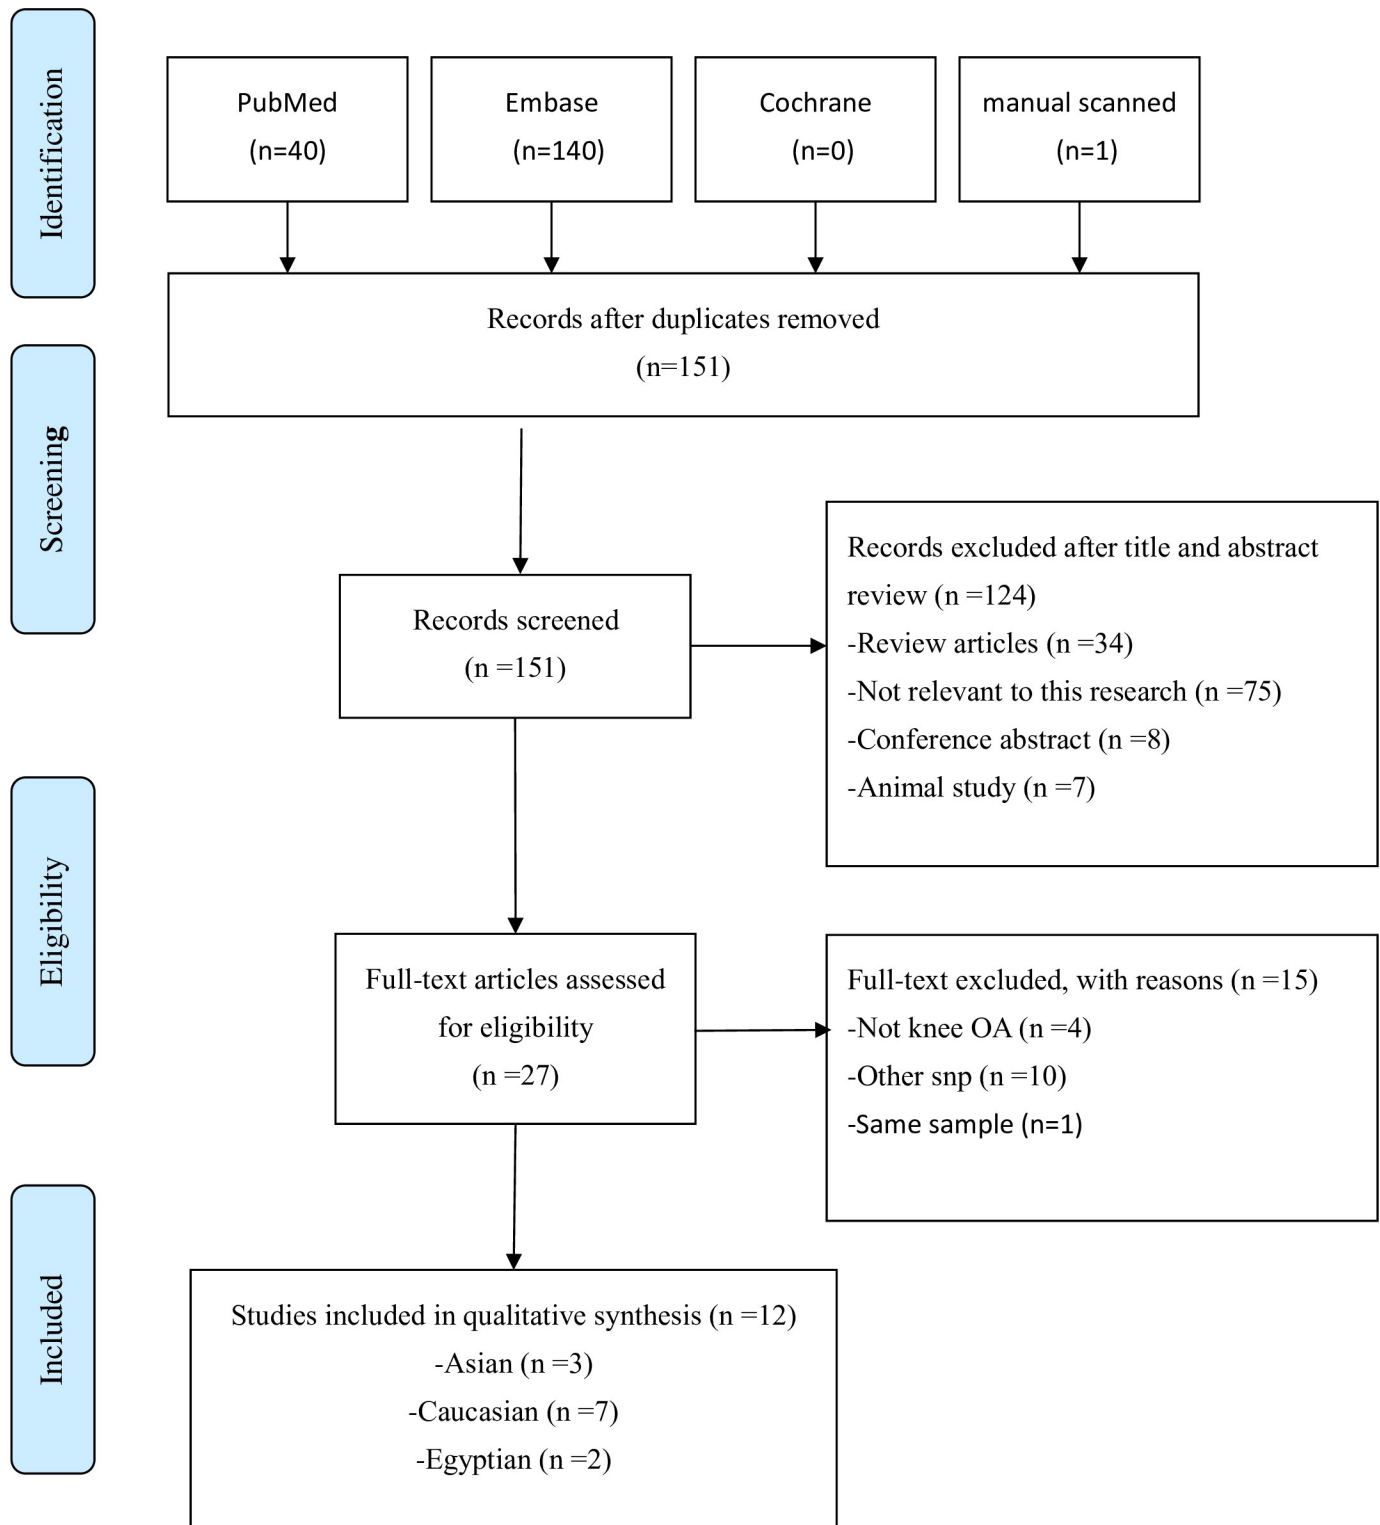 Identification
PubMed
(n=40)
Embase
(n=140)
Cochrane
(n=0)
manual scanned
(n=1)
Records after duplicates removed
(n=151)
Screening
Records screened
(n =151)
Records excluded after title and abstract
review (n =124)
-Review articles (n =34)
-Not relevant to this research (n =75)
-Conference abstract (n =8)
-Animal study (n =7)
Eligibility
Full-text articles assessed
for eligibility
(n =27)
Full-text excluded, with reasons (n =15)
-Not knee OA (n =4)
-Other snp (n =10)
-Same sample (n=1)
Included
Studies included in qualitative synthesis (n =12)
-Asian (n =3)
-Caucasian (n =7)
-Egyptian (n =2)